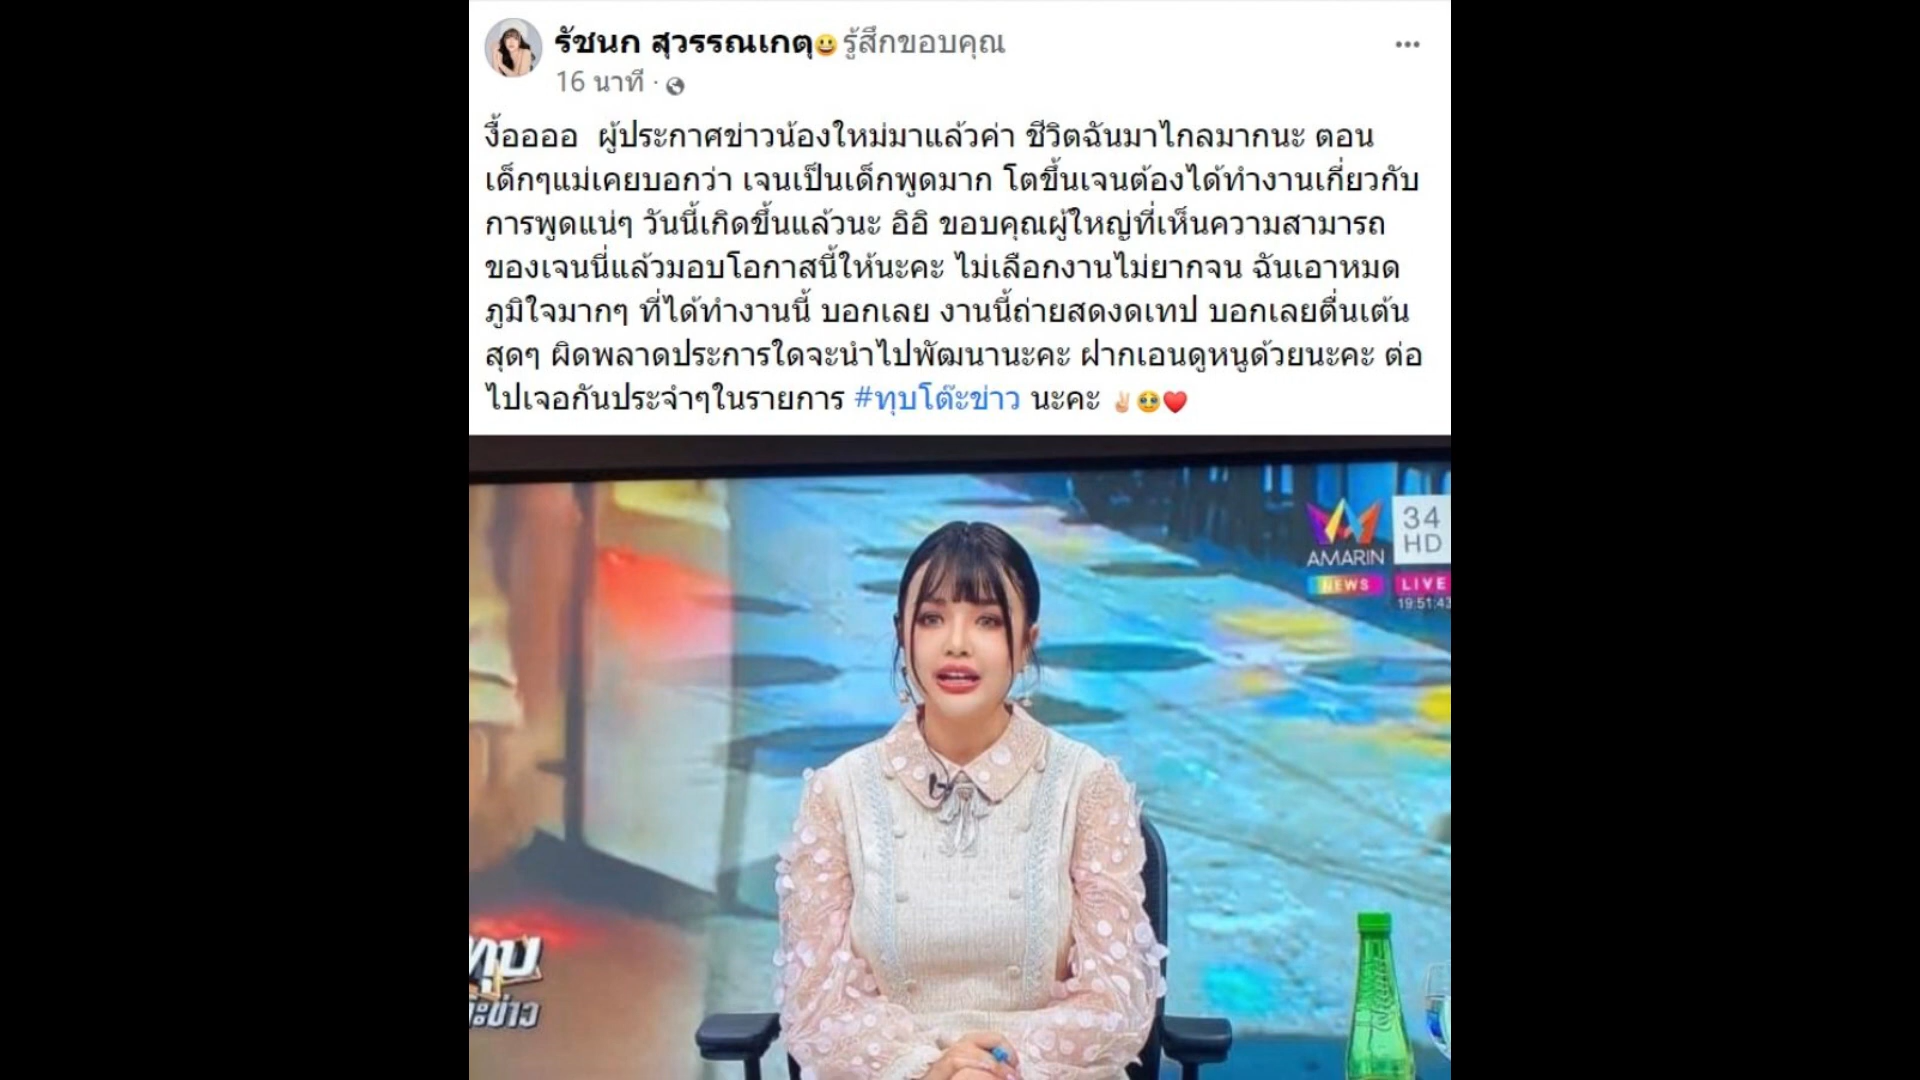 รัชนก สุวรรณเกตุ รู้สึกขอบคุณ
16 นาที ·
งื้ออออ ผู้ประกาศข่าวน้องใหม่มาแล้วค่า ชีวิตฉันมาไกลมากนะ ตอน
เด็กๆแม่เคยบอกว่า เจนเป็นเด็กพูดมาก โตขึ้นเจนต้องได้ทำงานเกี่ยวกับ
การพูดแน่ๆ วันนี้เกิดขึ้นแล้วนะ อิอิ ขอบคุณผู้ใหญ่ที่เห็นความสามารถ
ของเจนนี่แล้วมอบโอกาสนี้ให้นะคะ ไม่เลือกงานไม่ยากจน ฉันเอาหมด
ภูมิใจมากๆ ที่ได้ทำงานนี้ บอกเลย งานนี้ถ่ายสดงดเทป บอกเลยตื่นเต้น
สุดๆ ผิดพลาดประการใดจะนำไปพัฒนานะคะ ฝากเอนดูหนูด้วยนะคะ ต่อ
ไปเจอกันประจำๆในรายการ #ทุบโต๊ะข่าว นะคะ ✌🏻🥹❤️
AMARIN
NEWS
34
HD
LIVE
19:51:43
ทุบ
ะข่าว